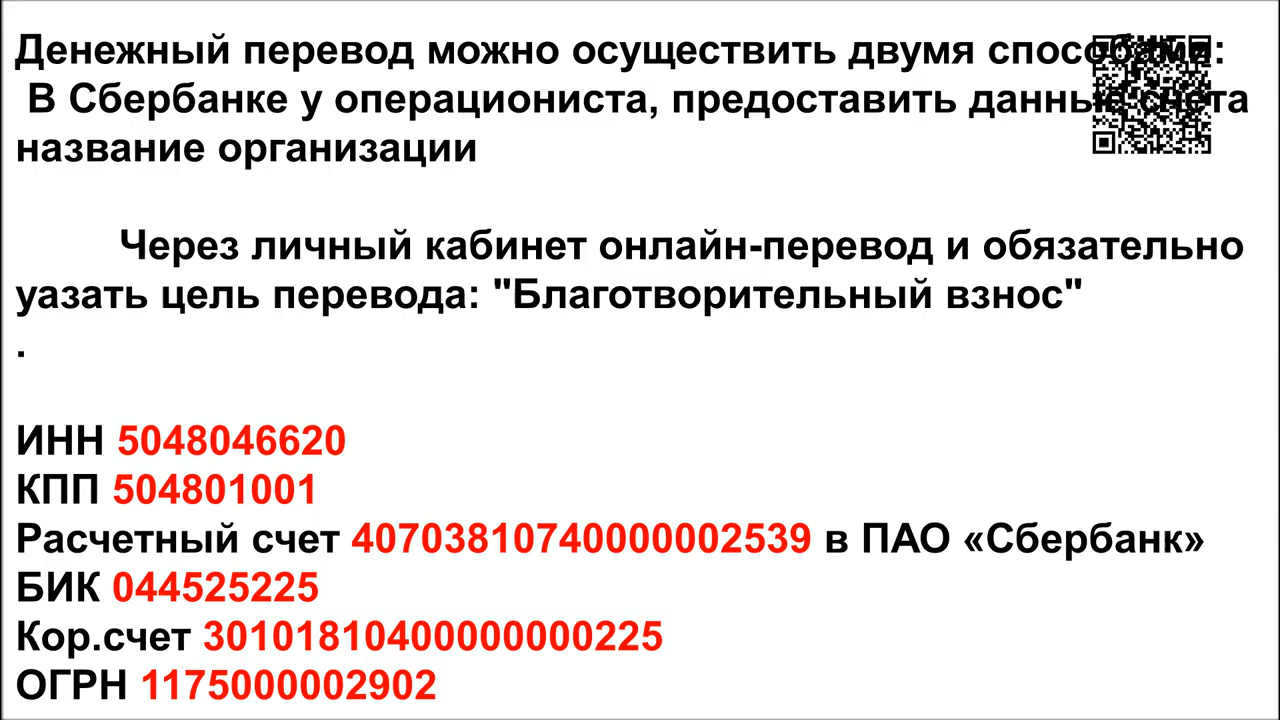 Денежный перевод можно осуществить двумя способами:
В Сбербанке у операциониста, предоставить данные счета
название организации
Через личный кабинет онлайн-перевод и обязательно
уазать цель перевода: "Благотворительный взнос"
.
ИНН 5048046620
КПП 504801001
Расчетный счет 40703810740000002539 в ПАО «Сбербанк»
БИК 044525225
Кор.счет 30101810400000000225
ОГРН 1175000002902